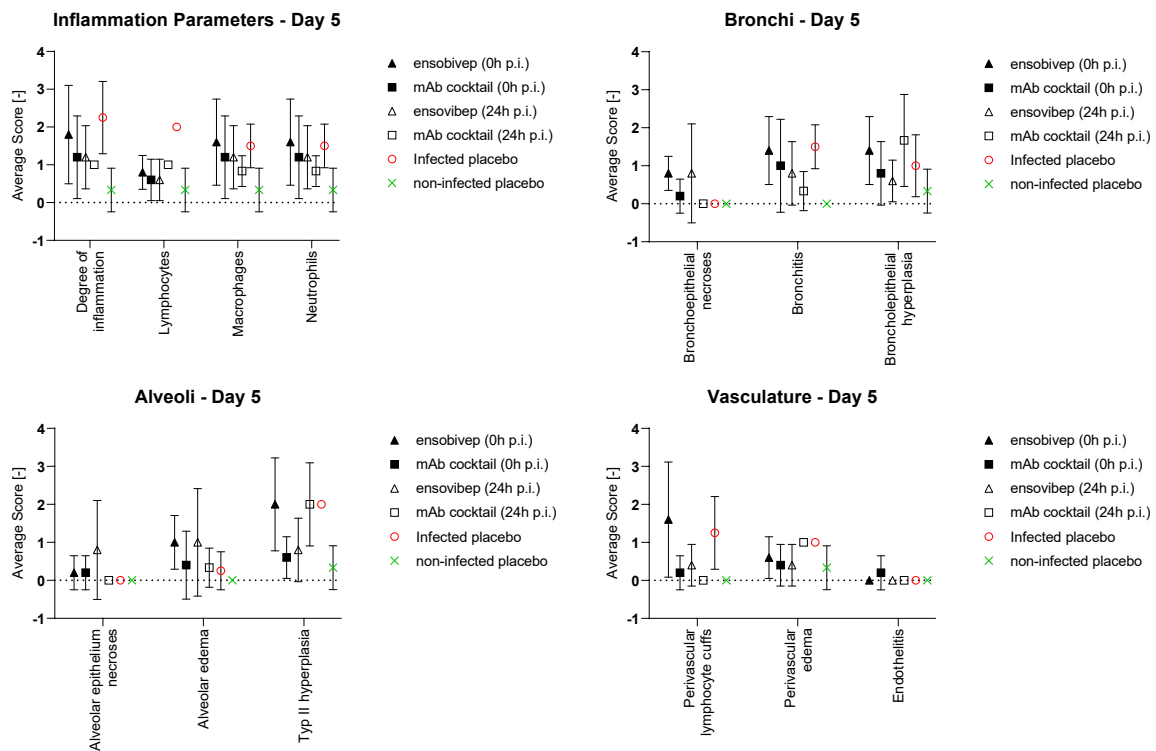 Inflammation Parameters - Day 5
Average Score [-]
4
3
2
1
0
-1
Degree of
inflammation
Lymphocytes
Macrophages
Neutrophils
ensobivep (0h p.i.)
mAb cocktail (0h p.i.)
ensovibep (24h p.i.)
mAb cocktail (24h p.i.)
Infected placebo
non-infected placebo
Bronchi - Day 5
Average Score [-]
4
3
2
1
0
-1
Bronchoepithelial
necroses
Bronchitis
Broncholepithelial
hyperplasia
ensobivep (0h p.i.)
mAb cocktail (0h p.i.)
ensovibep (24h p.i.)
mAb cocktail (24h p.i.)
Infected placebo
non-infected placebo
Alveoli - Day 5
Average Score [-]
4
3
2
1
0
-1
Alveolar epithelium
necroses
Alveolar edema
Typ II hyperplasia
ensobivep (0h p.i.)
mAb cocktail (0h p.i.)
ensovibep (24h p.i.)
mAb cocktail (24h p.i.)
Infected placebo
non-infected placebo
Vasculature - Day 5
Average Score [-]
4
3
2
1
0
-1
Perivascular
lymphocyte cuffs
Perivascular
edema
Endothelitis
ensobivep (0h p.i.)
mAb cocktail (0h p.i.)
ensovibep (24h p.i.)
mAb cocktail (24h p.i.)
Infected placebo
non-infected placebo